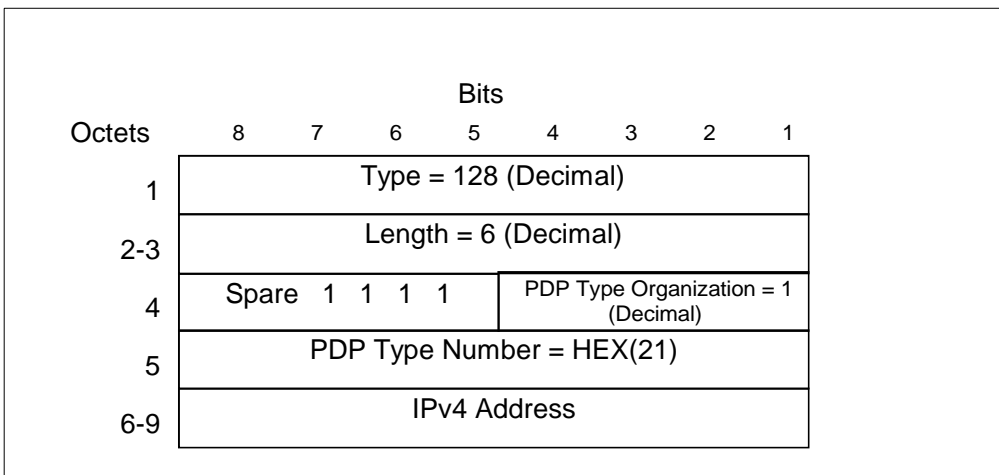 Bits
Octets 8 7 6 5 4 3 2 1
1 Type = 128 (Decimal)
2-3 Length = 6 (Decimal)
4 Spare 1 1 1 1 PDP Type Organization = 1
(Decimal)
5 PDP Type Number = HEX(21)
6-9 IPv4 Address